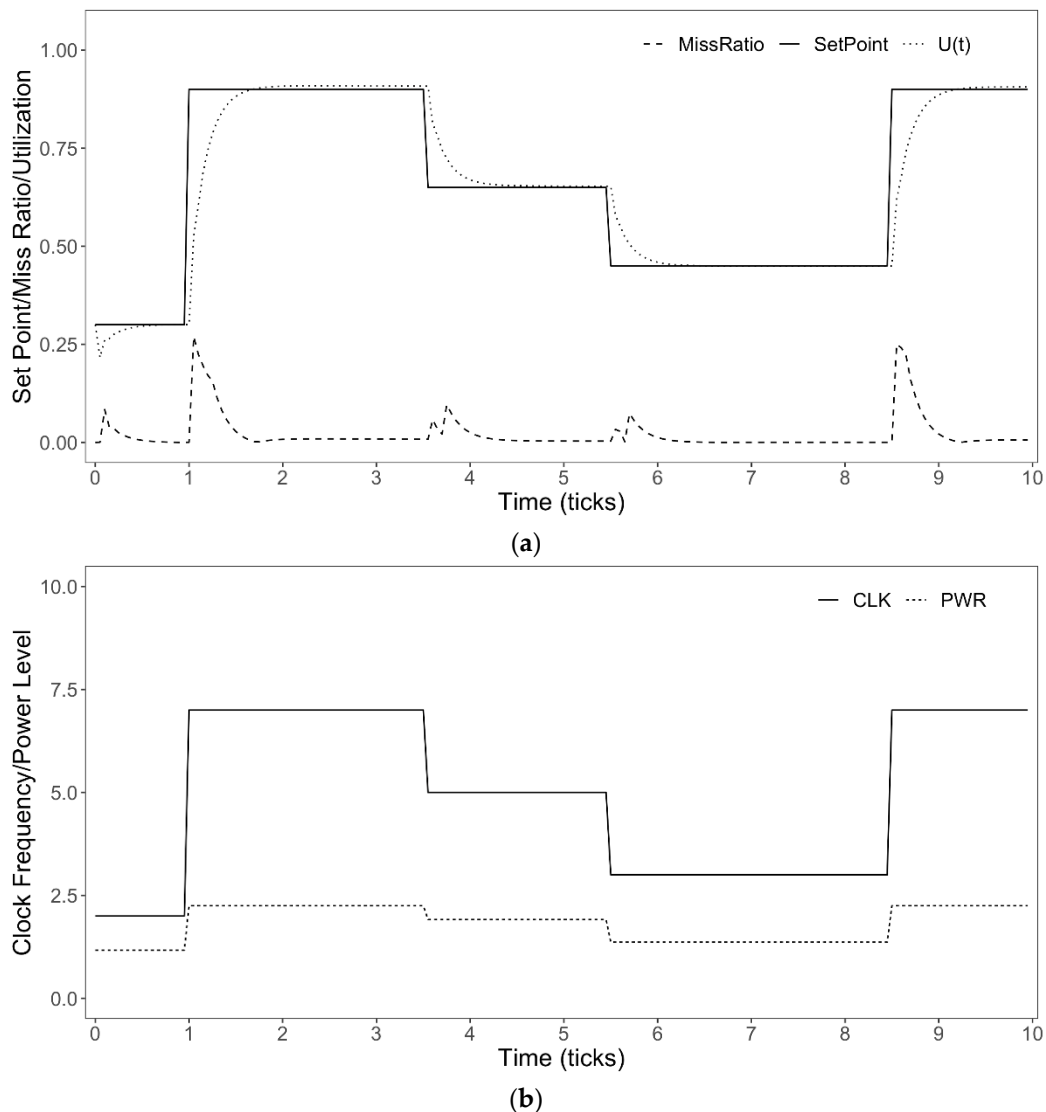 1.00
0.75
0.50
0.25
0.00
Set Point/Miss Ratio/Utilization
MissRatio SetPoint U(t)
0 1 2 3 4 5 6 7 8 9 10
Time (ticks)
(a)
10.0
7.5
5.0
2.5
0.0
Clock Frequency/Power Level
CLK PWR
0 1 2 3 4 5 6 7 8 9 10
Time (ticks)
(b)